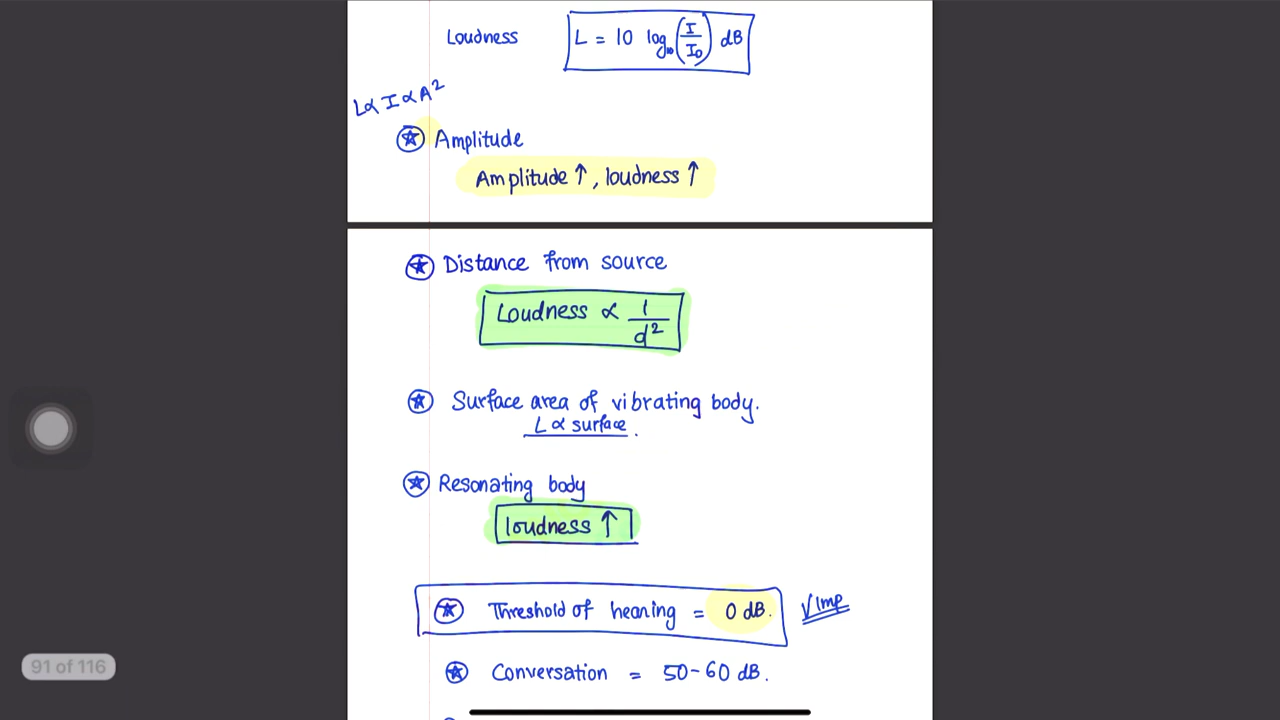 Loudness L = 10 log₁₀(I/I₀) dB
L∝ I ∝ A²
Amplitude
Amplitude ↑, loudness ↑
Distance from source
Loudness ∝ 1/d²
Surface area of vibrating body.
L ∝ surface.
Resonating body
loudness ↑
Threshold of hearing = 0 dB. √ Imp
91 of 116
Conversation = 50-60 dB.